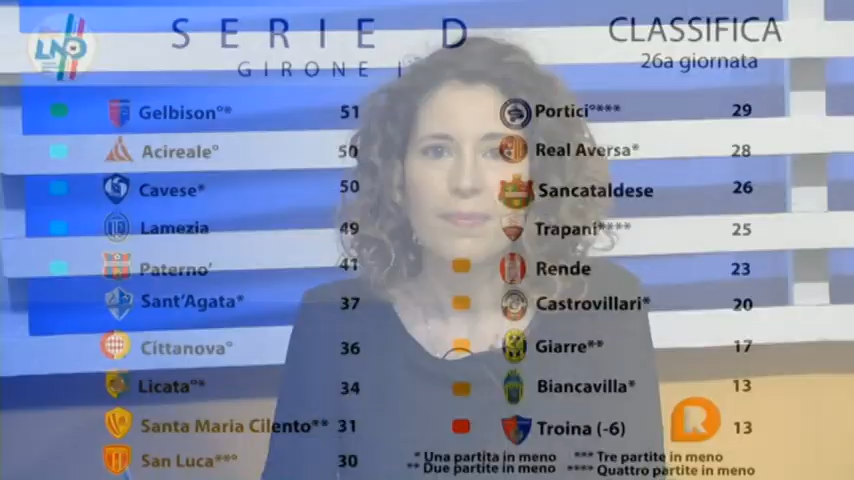 LND
SERIE D
GIRONE I
CLASSIFICA
26a giornata
Gelbison°* 51
Acireale° 50
Cavese* 50
Lamezia 49
Paterno' 41
Sant'Agata* 37
Cittanova° 36
Licata°* 34
Santa Maria Cilento** 31
San Luca**° 30
Portici°*** 29
Real Aversa* 28
Sancataldese 26
Trapani**** 25
Rende 23
Castrovillari* 20
Giarre** 17
Biancavilla* 13
Troina (-6) 13
R
* Una partita in meno *** Tre partite in meno
** Due partite in meno **** Quattro partite in meno